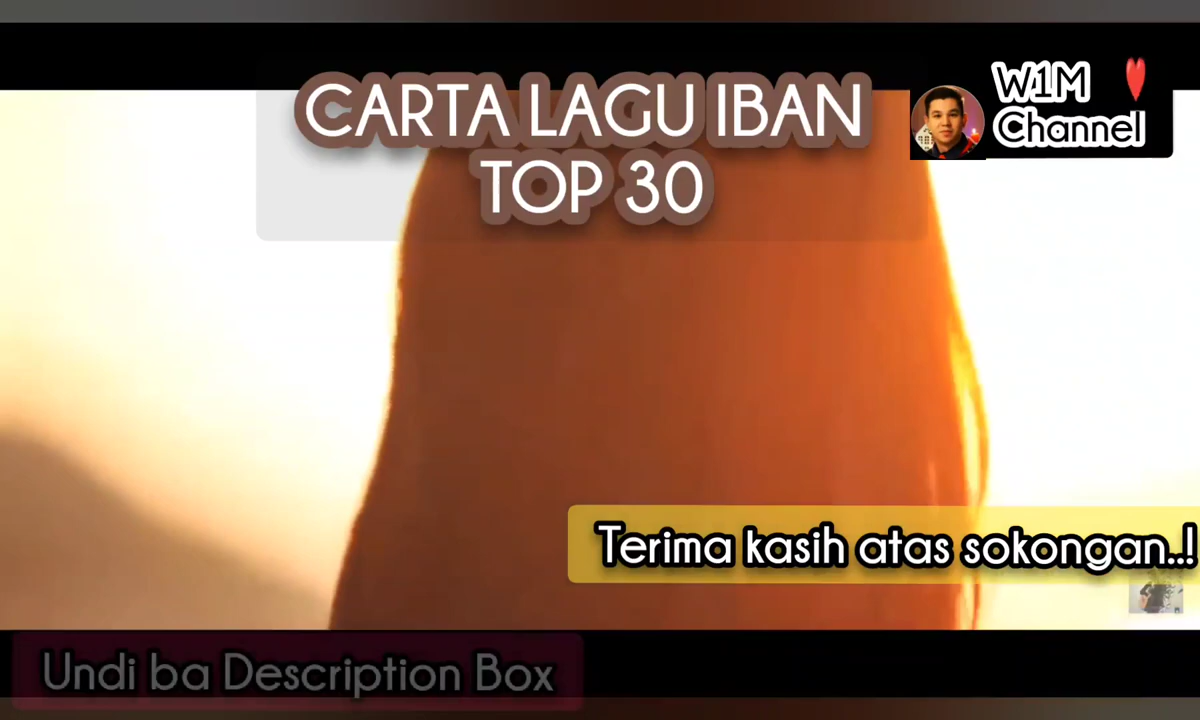 CARTA LAGU IBAN
TOP 30
W1M
Channel
Terima kasih atas sokongan..!
Undi ba Description Box